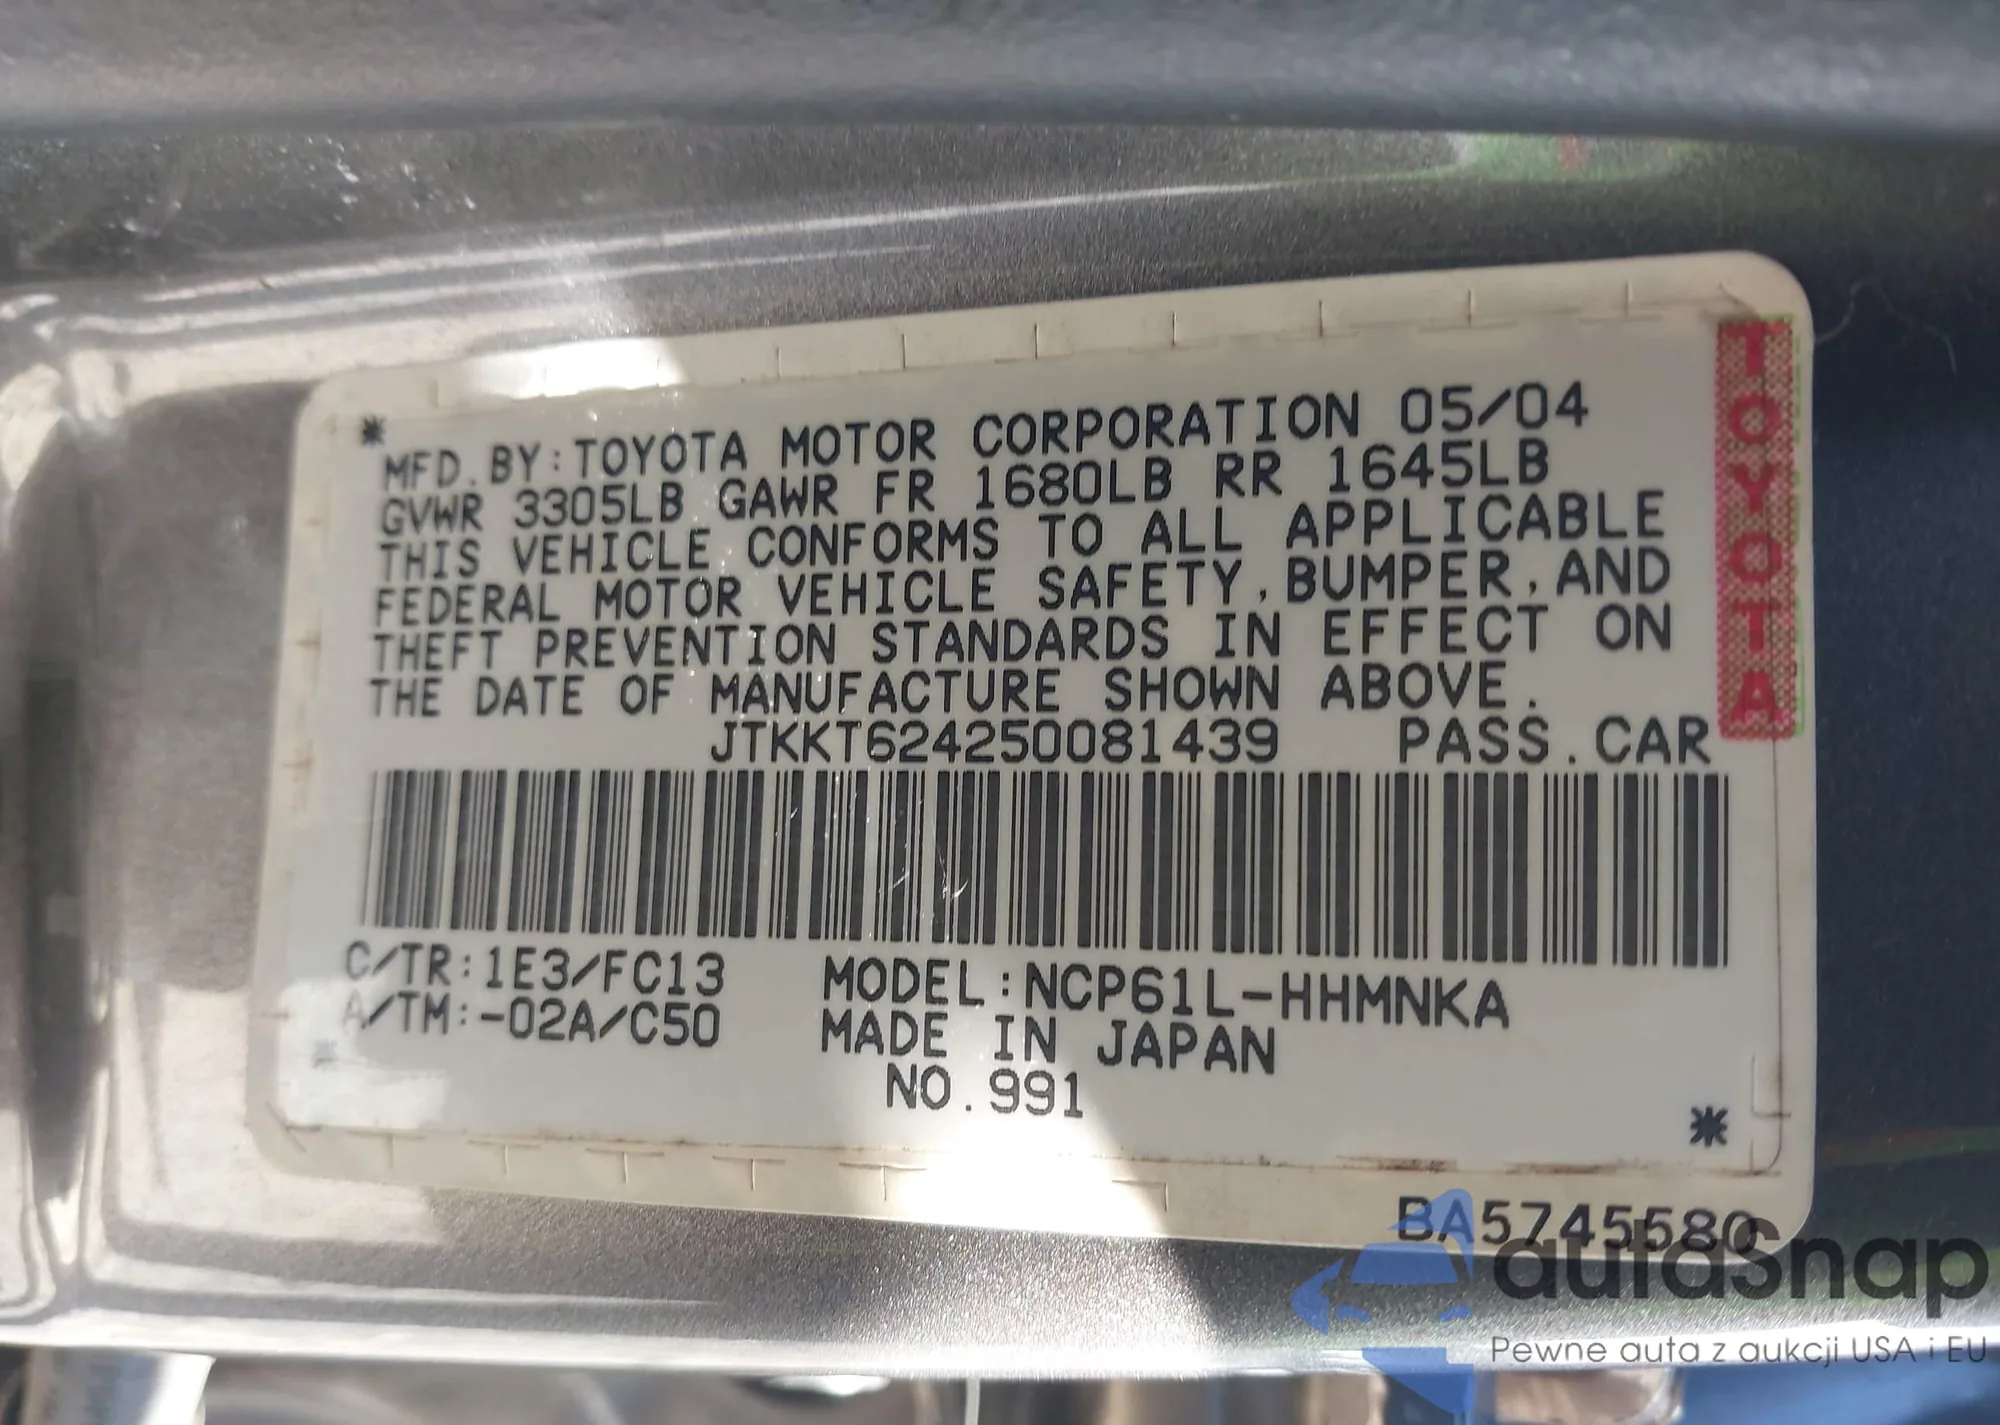 MFD.BY:TOYOTA MOTOR CORPORATION 05/04
GVWR 3305LB GAWR FR 1680LB RR 1645LB
THIS VEHICLE CONFORMS TO ALL APPLICABLE
FEDERAL MOTOR VEHICLE SAFETY,BUMPER,AND
THEFT PREVENTION STANDARDS IN EFFECT ON
THE DATE OF MANUFACTURE SHOWN ABOVE.
JTKKT624250081439 PASS.CAR
TOYOTA
C/TR:1E3/FC13 MODEL:NCP61L-HHMNKA
A/TM:-02A/C50 MADE IN JAPAN
NO.991
BA5745580
autoSnap
Pewne auta z aukcji USA i EU